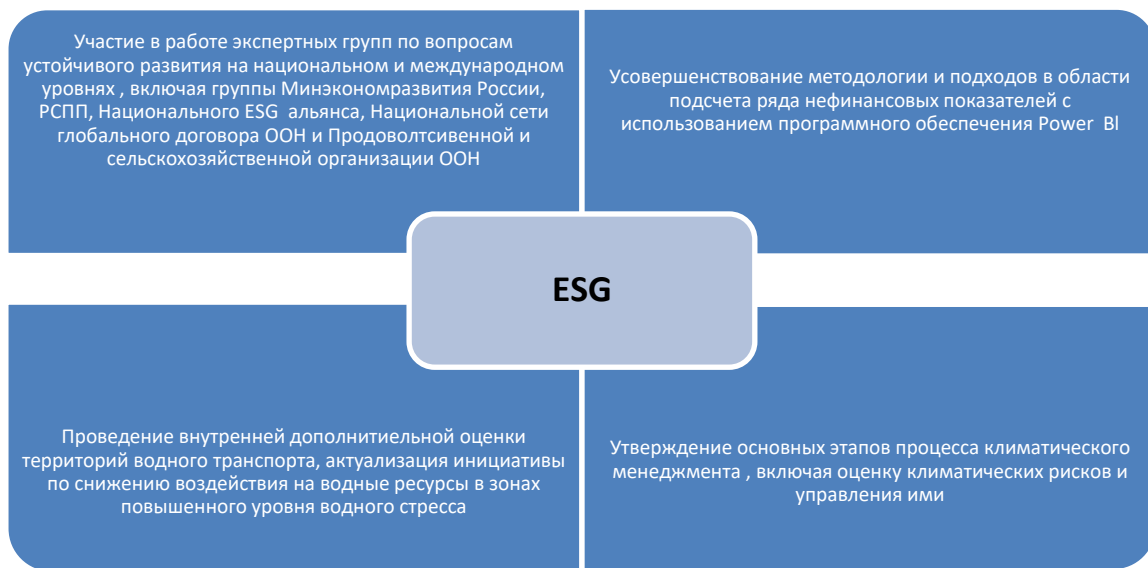 Участие в работе экспертных групп по вопросам
устойчивого развития на национальном и международном
уровнях , включая группы Минэкономразвития России,
РСПП, Национального ESG альянса, Национальной сети
глобального договора ООН и Продоволтсивенной и
сельскохозяйственной организации ООН
Усовершенствование методологии и подходов в области
подсчета ряда нефинансовых показателей с
использованием программного обеспечения Power BI
ESG
Проведение внутренней дополнитиельной оценки
территорий водного транспорта, актуализация инициативы
по снижению воздействия на водные ресурсы в зонах
повышенного уровня водного стресса
Утверждение основных этапов процесса климатического
менеджмента , включая оценку климатических рисков и
управления ими